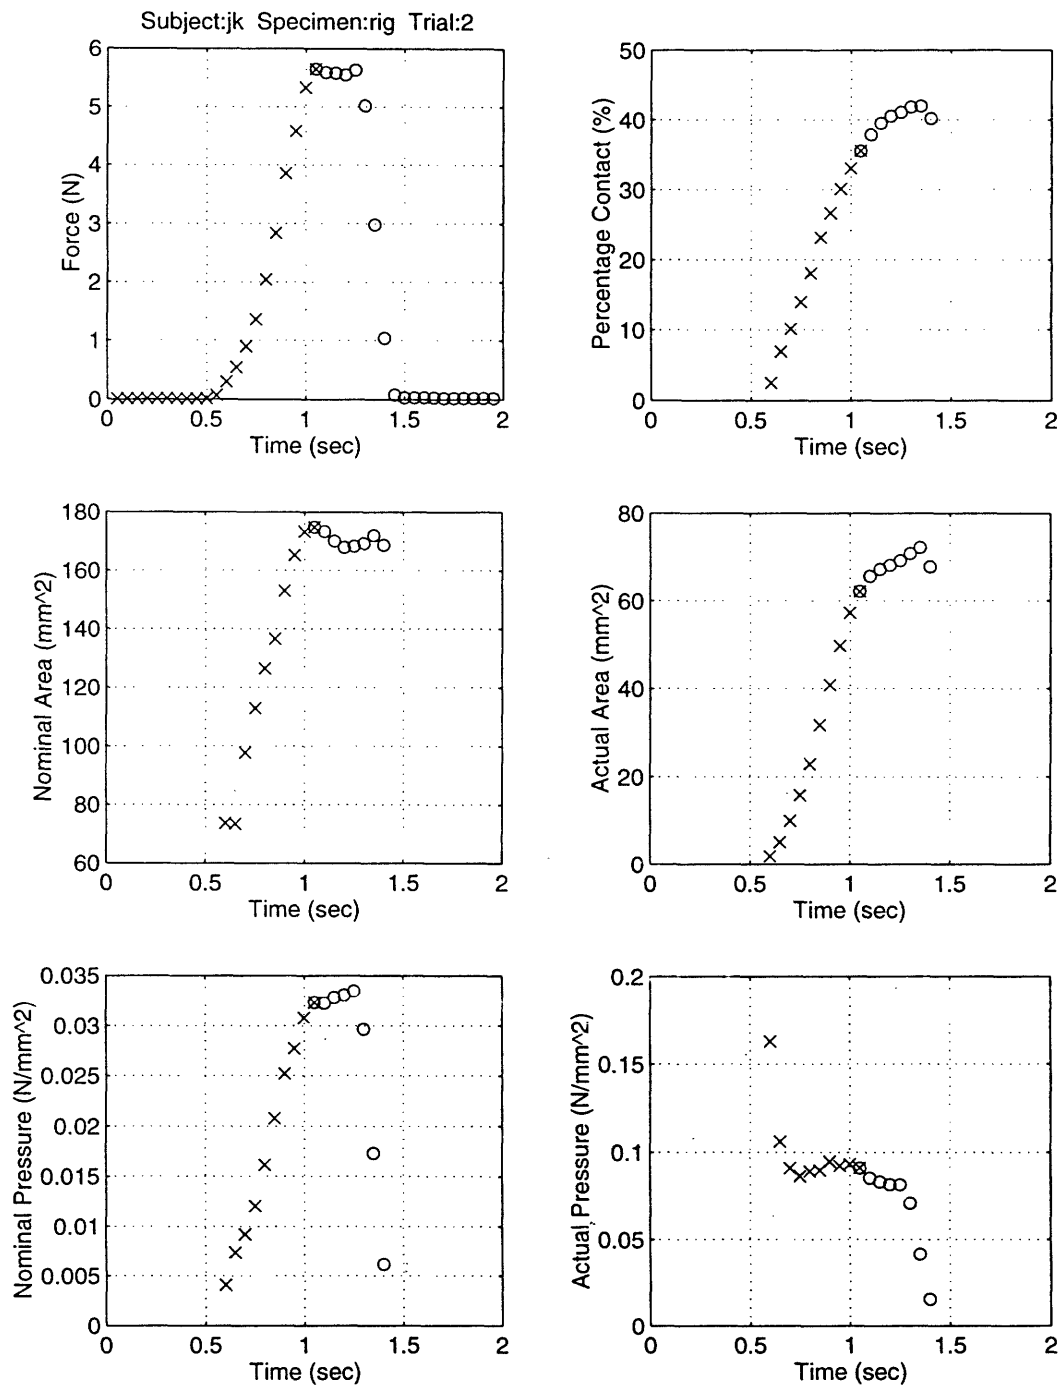 Subject:jk Specimen:rig Trial:2
6
5
4
3
2
1
0
Force (N)
0 0.5 1 1.5 2
Time (sec)
50
40
30
20
10
0
Percentage Contact (%)
0 0.5 1 1.5 2
Time (sec)
180
160
140
120
100
80
60
Nominal Area (mm^2)
0 0.5 1 1.5 2
Time (sec)
80
60
40
20
0
Actual Area (mm^2)
0 0.5 1 1.5 2
Time (sec)
0.035
0.03
0.025
0.02
0.015
0.01
0.005
0
Nominal Pressure (N/mm^2)
0 0.5 1 1.5 2
Time (sec)
0.2
0.15
0.1
0.05
0
Actual Pressure (N/mm^2)
0 0.5 1 1.5 2
Time (sec)